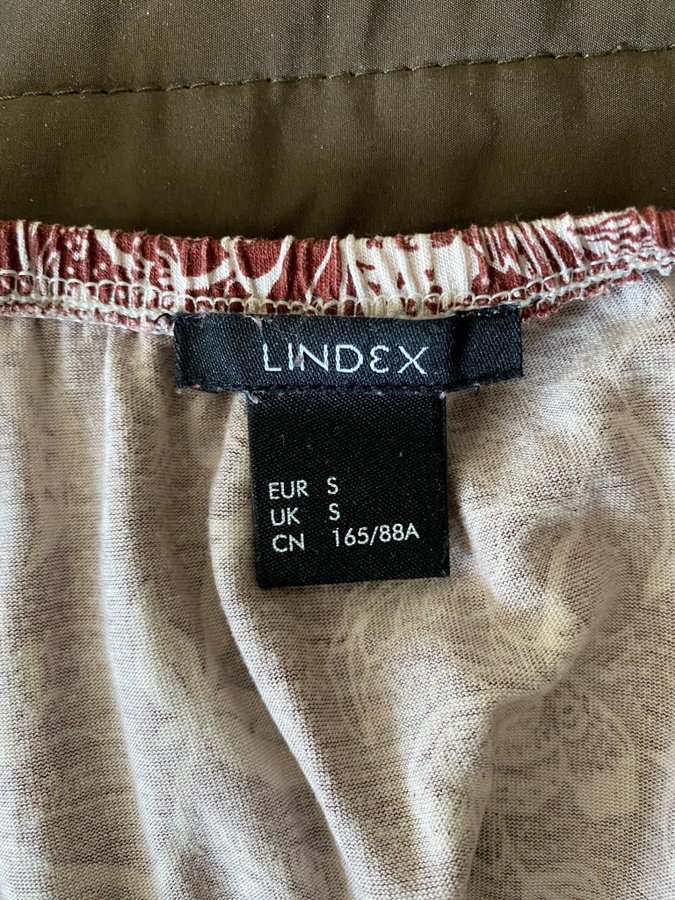 LINDEX
EUR S
UK S
CN 165/88A